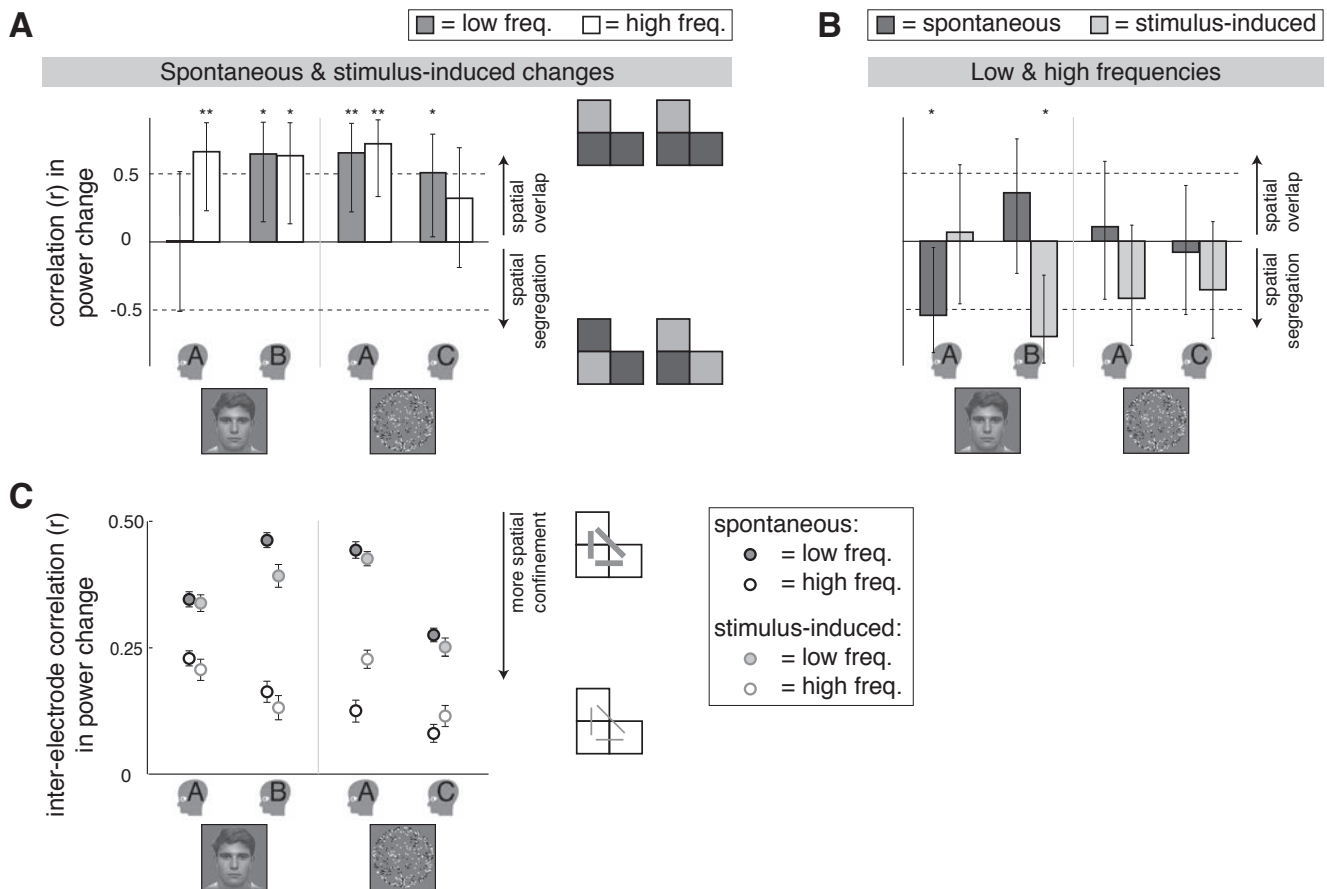 A
= low freq. = high freq.
Spontaneous & stimulus-induced changes
** * * ** ** *
correlation (r) in
power change
0.5
0
-0.5
spatial
overlap
spatial
segregation
A B A C
B
= spontaneous = stimulus-induced
Low & high frequencies
* *
spatial
overlap
spatial
segregation
A B A C
C
inter-electrode correlation (r)
in power change
0.50
0.25
0
more spatial
confinement
A B A C
spontaneous:
= low freq.
= high freq.
stimulus-induced:
= low freq.
= high freq.